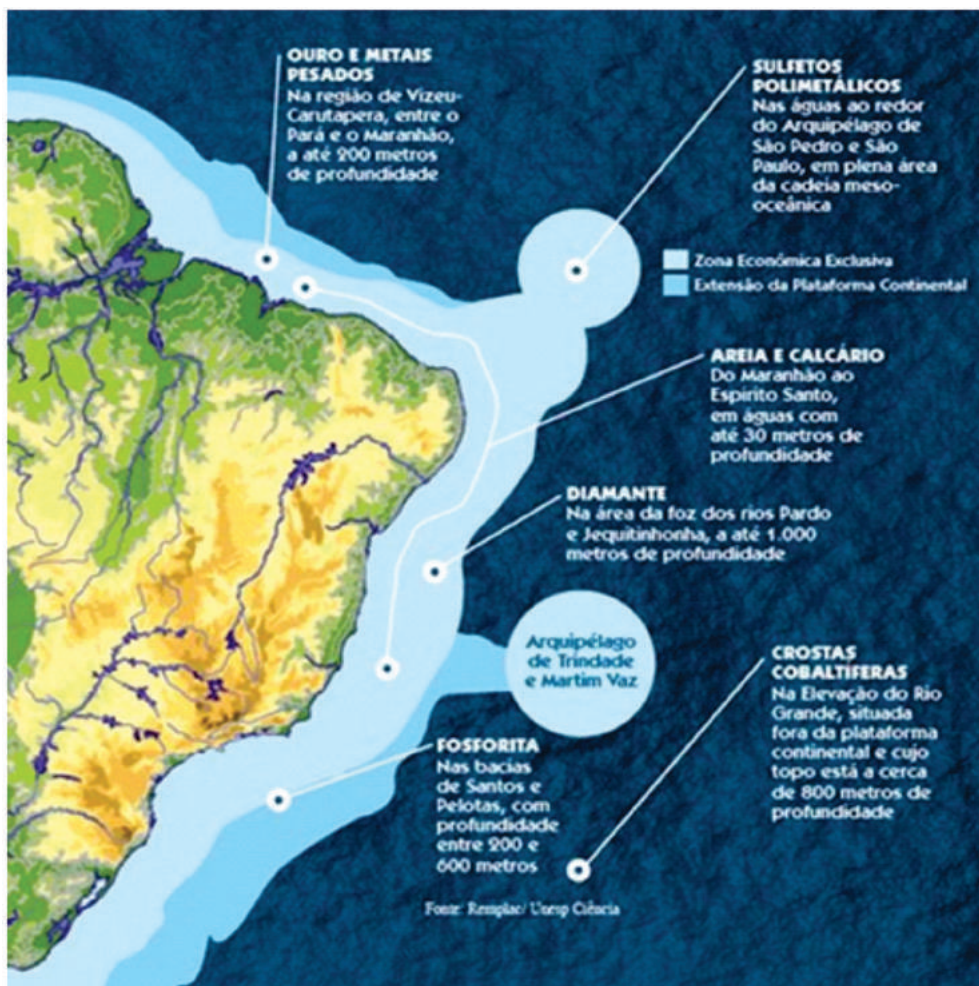 OURO E METAIS
PESADOS
Na região de Vizeu-
Carutapera, entre o
Pará e o Maranhão,
a até 200 metros
de profundidade
SULFETOS
POLIMETÁLICOS
Nas águas ao redor
do Arquipélago de
São Pedro e São
Paulo, em plena área
da cadeia meso-
oceânica
Zona Econômica Exclusiva
Extensão da Plataforma Continental
AREIA E CALCÁRIO
Do Maranhão ao
Espírito Santo,
em águas com
até 30 metros de
profundidade
DIAMANTE
Na área da foz dos rios Pardo
e Jequitinhonha, a até 1.000
metros de profundidade
Arquipélago
de Trindade
e Martim Vaz
CROSTAS
COBALTÍFERAS
Na Elevação do Rio
Grande, situada
fora da plataforma
continental e cujo
topo está a cerca
de 800 metros de
profundidade
FOSFORITA
Nas bacias
de Santos e
Pelotas, com
profundidade
entre 200 e
600 metros
Fonte: Remplac/ Unesp Ciência